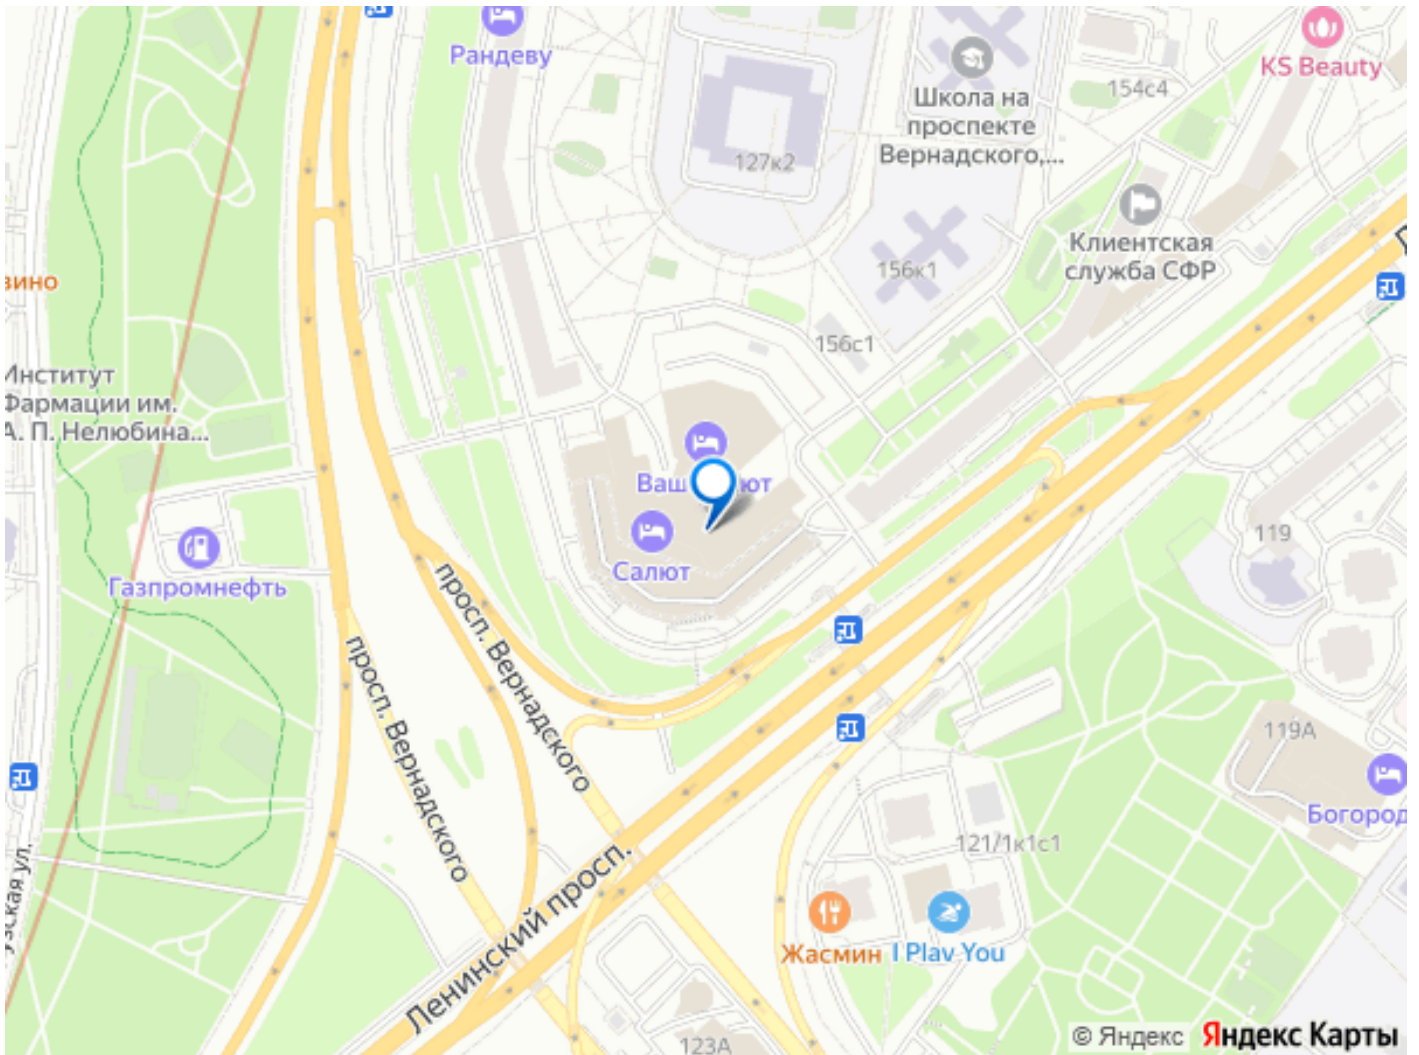 Рандеву
KS Beauty
154с4
Школа на
проспекте
Вернадского,...
127к2
Клиентская
служба СФР
156к1
156с1
Институт
Фармации им.
А. П. Нелюбина...
Салют
Газпромнефть
119
просп. Вернадского
просп. Вернадского
Ленинский просп.
119А
Богород
121/1к1с1
Жасмин
I Play You
123А
© Яндекс
Яндекс Карты